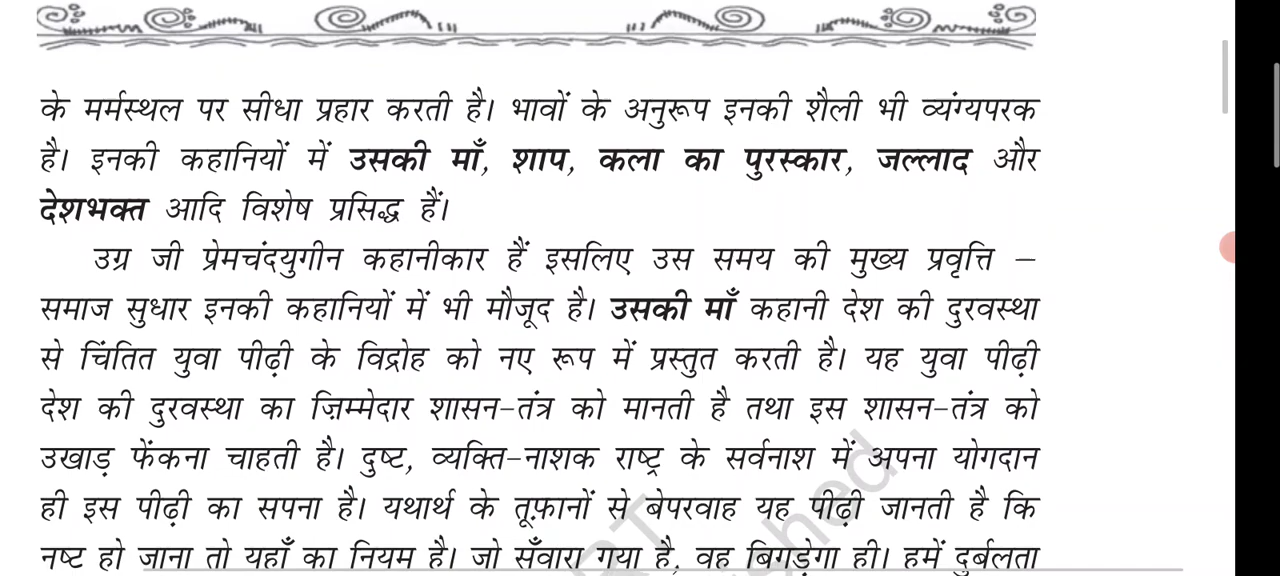 के मर्मस्थल पर सीधा प्रहार करती है। भावों के अनुरूप इनकी शैली भी व्यंग्यपरक
है। इनकी कहानियों में उसकी माँ, शाप, कला का पुरस्कार, जल्लाद और
देशभक्त आदि विशेष प्रसिद्ध हैं।
उग्र जी प्रेमचंदयुगीन कहानीकार हैं इसलिए उस समय की मुख्य प्रवृत्ति –
समाज सुधार इनकी कहानियों में भी मौजूद है। उसकी माँ कहानी देश की दुरवस्था
से चिंतित युवा पीढ़ी के विद्रोह को नए रूप में प्रस्तुत करती है। यह युवा पीढ़ी
देश की दुरवस्था का ज़िम्मेदार शासन-तंत्र को मानती है तथा इस शासन-तंत्र को
उखाड़ फेंकना चाहती है। दुष्ट, व्यक्ति-नाशक राष्ट्र के सर्वनाश में अपना योगदान
ही इस पीढ़ी का सपना है। यथार्थ के तूफ़ानों से बेपरवाह यह पीढ़ी जानती है कि
नष्ट हो जाना तो यहाँ का नियम है। जो सँवारा गया है, वह बिगड़ेगा ही। हमें दुर्बलता